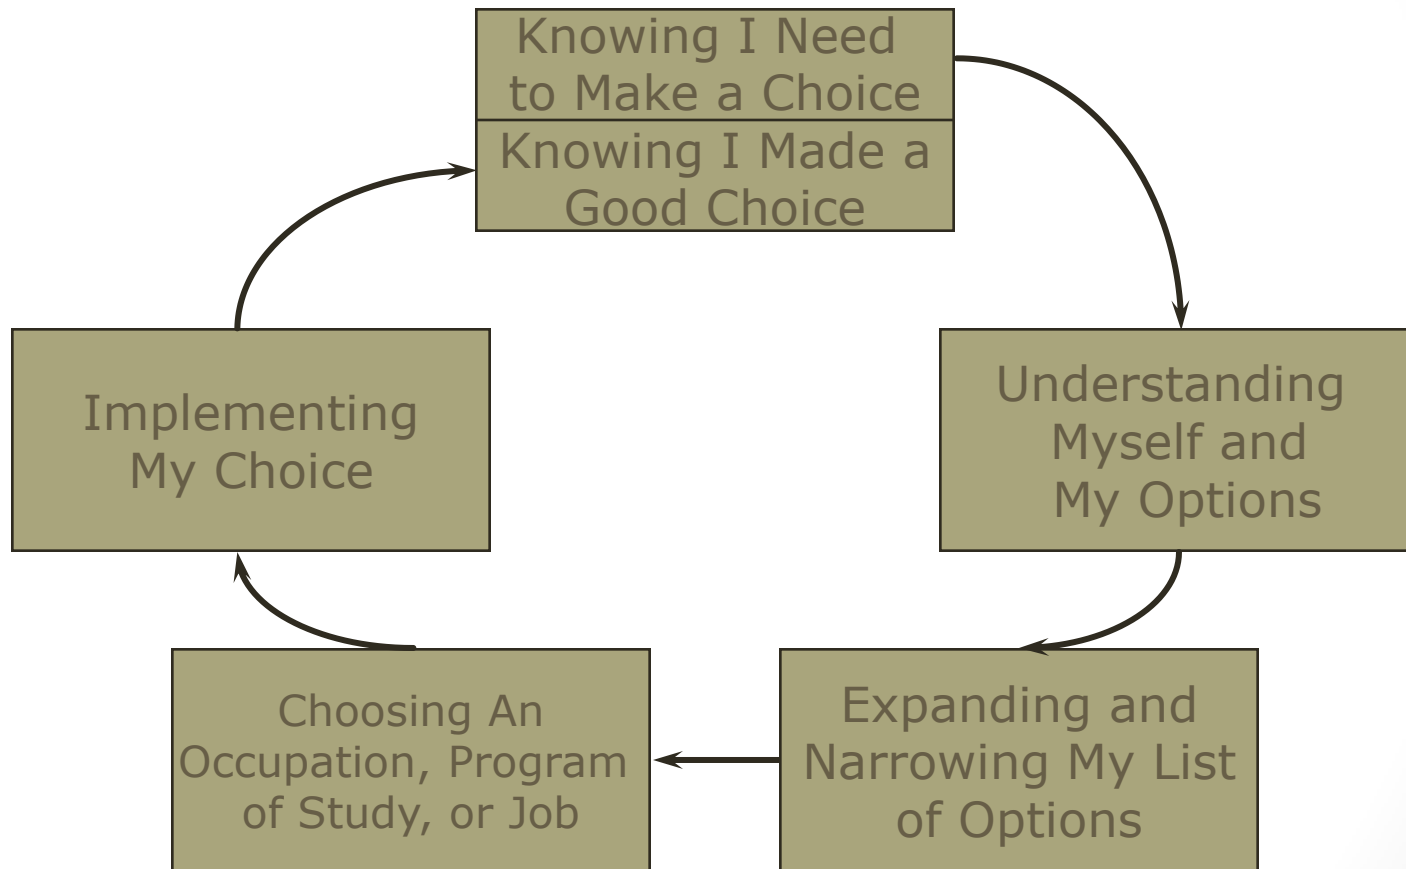 Knowing I Need
to Make a Choice
Knowing I Made a
Good Choice
Implementing
My Choice
Understanding
Myself and
My Options
Choosing An
Occupation, Program
of Study, or Job
Expanding and
Narrowing My List
of Options